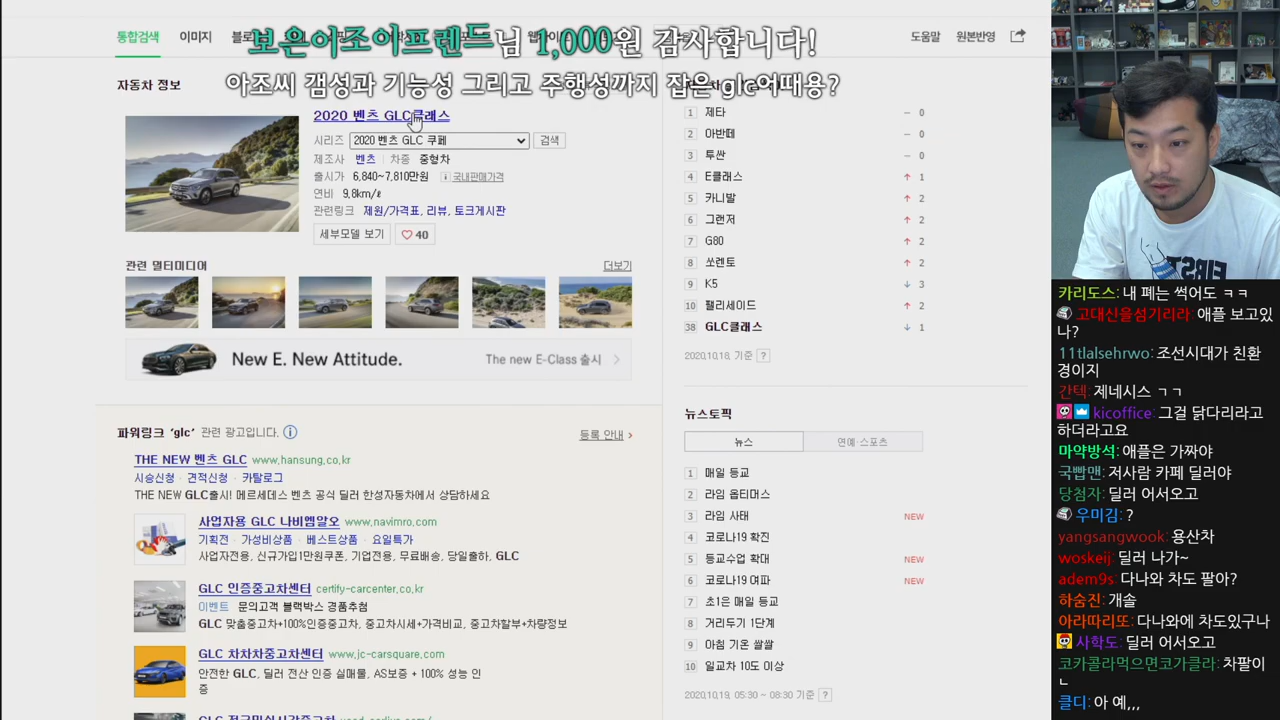 통합검색 이미지 블로
도움말 원본반영
보은어조어프렌드님 1,000원 감사합니다!
아조씨 갬성과 기능성 그리고 주행성까지 잡은 glc어때용?
자동차 정보
2020 벤츠 GLC클래스
시리즈 2020 벤츠 GLC 쿠페 검색
제조사 벤츠 차종 중형차
출시가 6,840~7,810만원 국내판매가격
연비 9.8km/ℓ
관련링크 제원/가격표, 리뷰, 토크게시판
세부모델 보기 40
관련 멀티미디어 더보기
New E. New Attitude. The new E-Class 출시
파워링크 'glc' 관련 광고입니다. 등록 안내
THE NEW 벤츠 GLC www.hansung.co.kr
시승신청 · 견적신청 · 카탈로그
THE NEW GLC출시! 메르세데스 벤츠 공식 딜러 한성자동차에서 상담하세요
사업자용 GLC 나비엠알오 www.navimro.com
기획전 · 가성비상품 · 베스트상품 · 요일특가
사업자전용, 신규가입1만원쿠폰, 기업전용, 무료배송, 당일출하, GLC
GLC 인증중고차센터 certify-carcenter.co.kr
이벤트 문의고객 블랙박스 경품추첨
GLC 맞춤중고차+100%인증중고차, 중고차시세+가격비교, 중고차할부+차량정보
GLC 차차차중고차센터 www.jc-carsquare.com
안전한 GLC, 딜러 전산 인증 실매물, AS보증 + 100% 성능 인
증
1 제타 – 0
2 아반떼 – 0
3 투싼 – 0
4 E클래스 ↑ 1
5 카니발 ↑ 2
6 그랜저 ↑ 2
7 G80 ↑ 2
8 쏘렌토 ↑ 2
9 K5 ↓ 3
10 팰리세이드 ↑ 2
38 GLC클래스 ↓ 1
2020.10.18. 기준 ?
뉴스토픽
뉴스 연예·스포츠
1 매일 등교
2 라임 옵티머스
3 라임 사태 NEW
4 코로나19 확진
5 등교수업 확대 NEW
6 코로나19 여파 NEW
7 초1은 매일 등교
8 거리두기 1단계
9 아침 기온 쌀쌀
10 일교차 10도 이상
2020.10.19. 05:30 ~ 08:30 기준 ?
카리도스: 내 폐는 썩어도 ㅋㅋ
고대신을섬기리라: 애플 보고있
나?
11tlalsehrwo: 조선시대가 친환
경이지
간텍: 제네시스 ㄱㄱ
kicoffice: 그걸 닭다리라고
하더라고요
마약방석: 애플은 가짜야
국빱맨: 저사람 카페 딜러야
당첨자: 딜러 어서오고
우미김: ?
yangsangwook: 용산차
woskeij: 딜러 나가~
adem9s: 다나와 차도 팔아?
하숨진: 개솔
아라따리또: 다나와에 차도있구나
사학도: 딜러 어서오고
코카콜라먹으면코가클라: 차팔이
ㄴ
클디: 아 예,,,